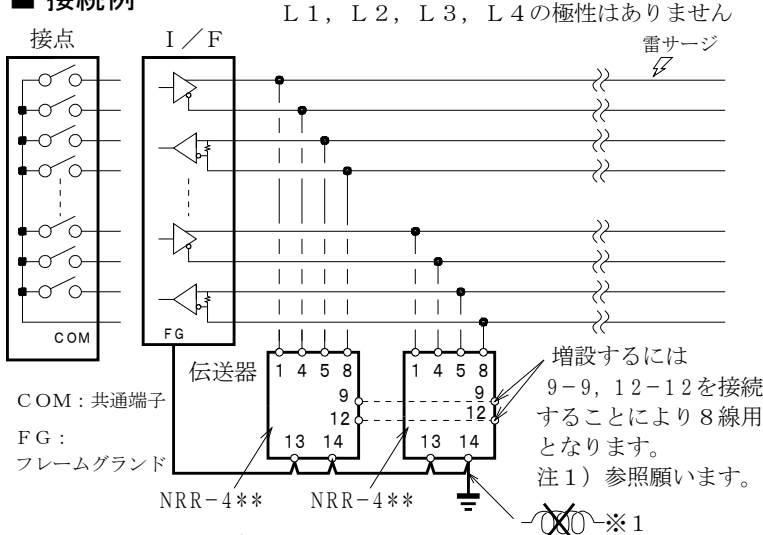 ■ 接続例
L1，L2，L3，L4の極性はありません
接点
I／F
雷サージ
COM
FG
伝送器
1 4 5 8
9
12
13 14
1 4 5 8
9
12
13 14
増設するには
9－9，12－12を接続
することにより8線用
となります。
注1）参照願います。
COM：共通端子
FG：
フレームグランド
NRR－4**
NRR－4**
※1